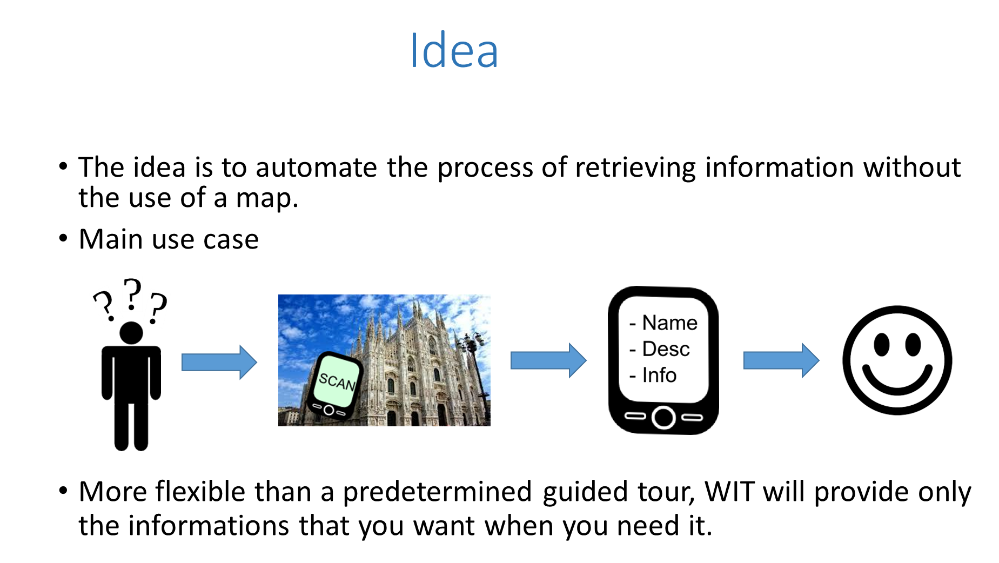 Idea
• The idea is to automate the process of retrieving information without
the use of a map.
• Main use case
? ? ?
SCAN
- Name
- Desc
- Info
• More flexible than a predetermined guided tour, WIT will provide only
the informations that you want when you need it.